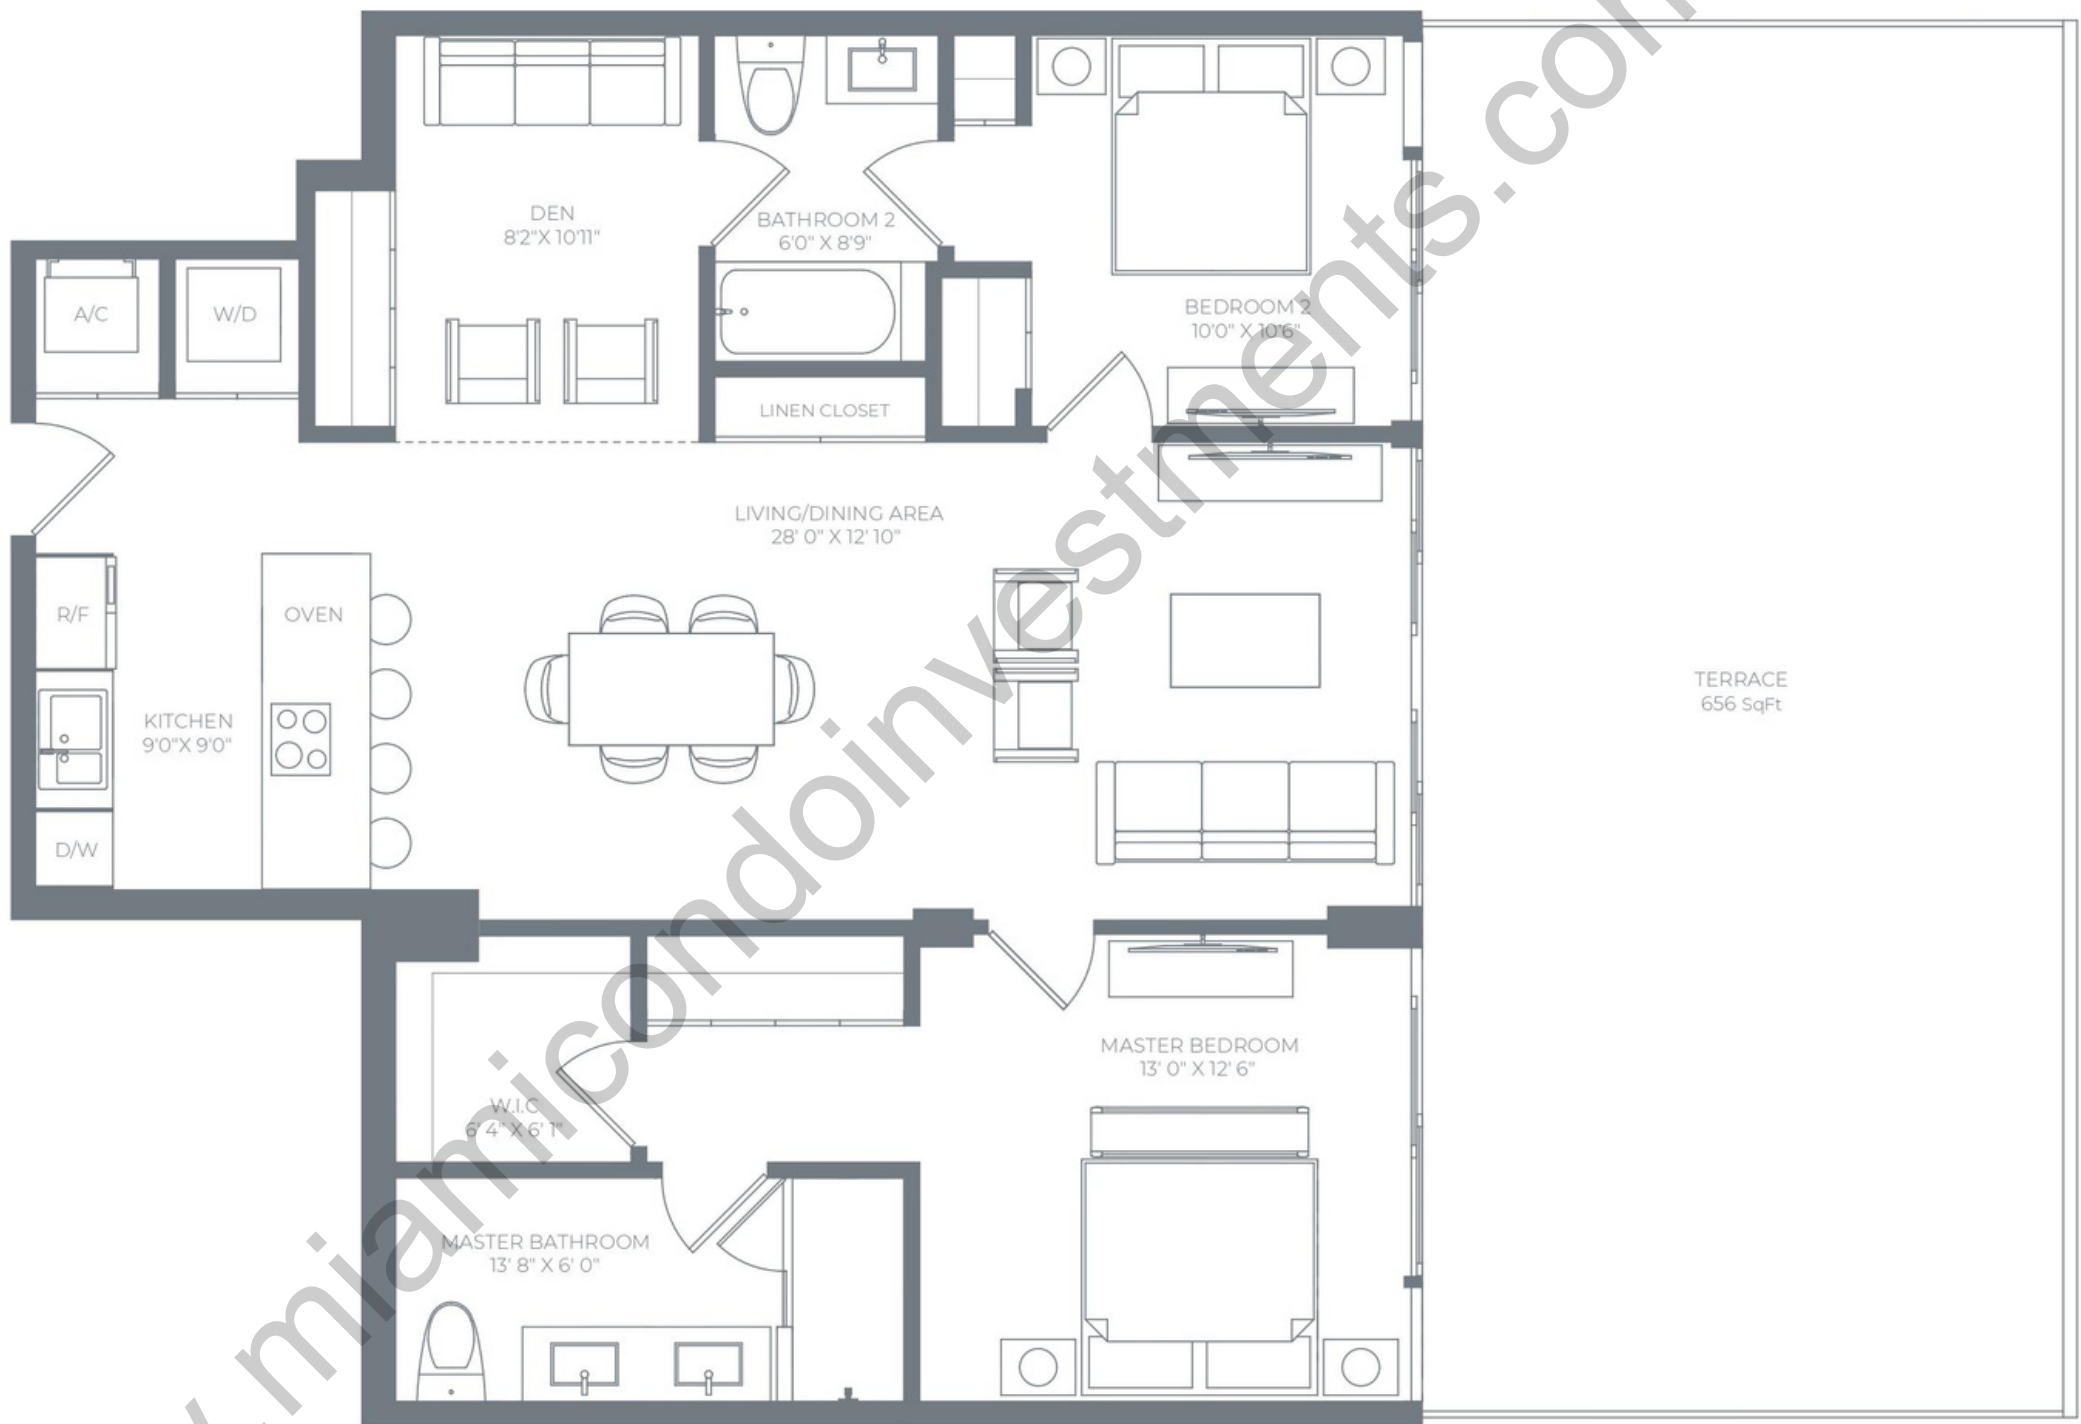 DEN
8'2"X 10'11"
BATHROOM 2
6'0" X 8'9"
A/C
W/D
BEDROOM 2
10'0" X 10'6"
LINEN CLOSET
LIVING/DINING AREA
28' 0" X 12' 10"
R/F
OVEN
KITCHEN
9'0"X 9'0"
TERRACE
656 SqFt
D/W
MASTER BEDROOM
13' 0" X 12' 6"
W.I.C
6' 4" X 6' 1"
MASTER BATHROOM
13' 8" X 6' 0"
.miamicondoinvestments.com